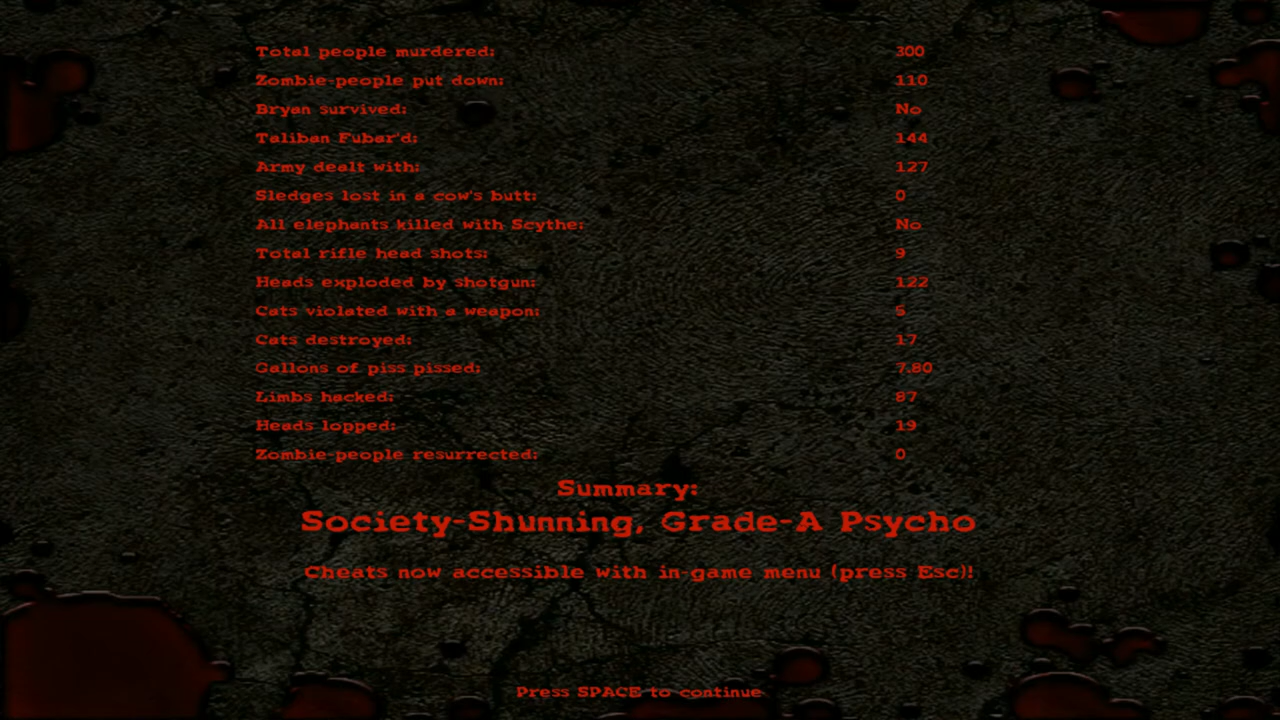 Total people murdered: 300
Zombie-people put down: 110
Bryan survived: No
Taliban Fubar'd: 144
Army dealt with: 127
Sledges lost in a cow's butt: 0
All elephants killed with Scythe: No
Total rifle head shots: 9
Heads exploded by shotgun: 122
Cats violated with a weapon: 5
Cats destroyed: 17
Gallons of piss pissed: 7.80
Limbs hacked: 87
Heads lopped: 19
Zombie-people resurrected: 0
Summary:
Society-Shunning, Grade-A Psycho
Cheats now accessible with in-game menu (press Esc)!
Press SPACE to continue